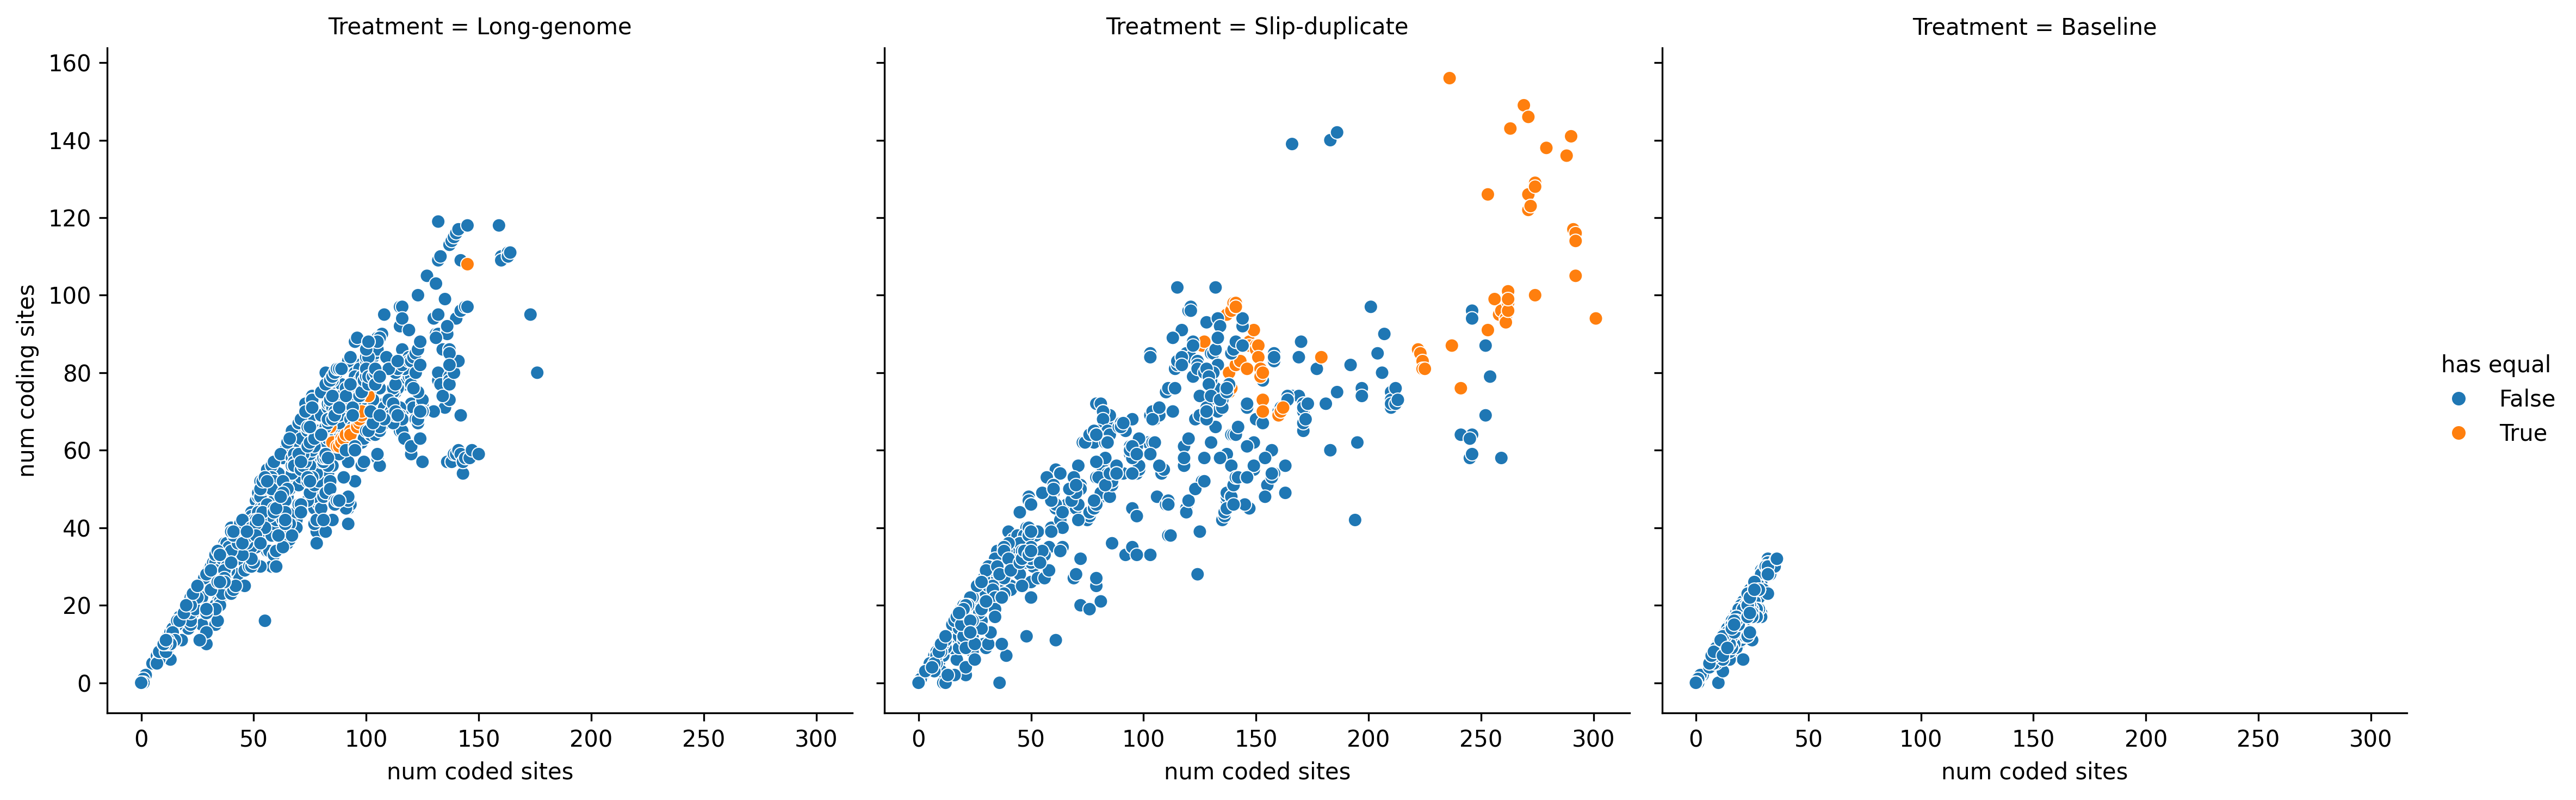 Treatment = Long-genome
Treatment = Slip-duplicate
Treatment = Baseline
num coding sites
160
140
120
100
80
60
40
20
0
0 50 100 150 200 250 300
0 50 100 150 200 250 300
0 50 100 150 200 250 300
num coded sites
num coded sites
num coded sites
has equal
False
True